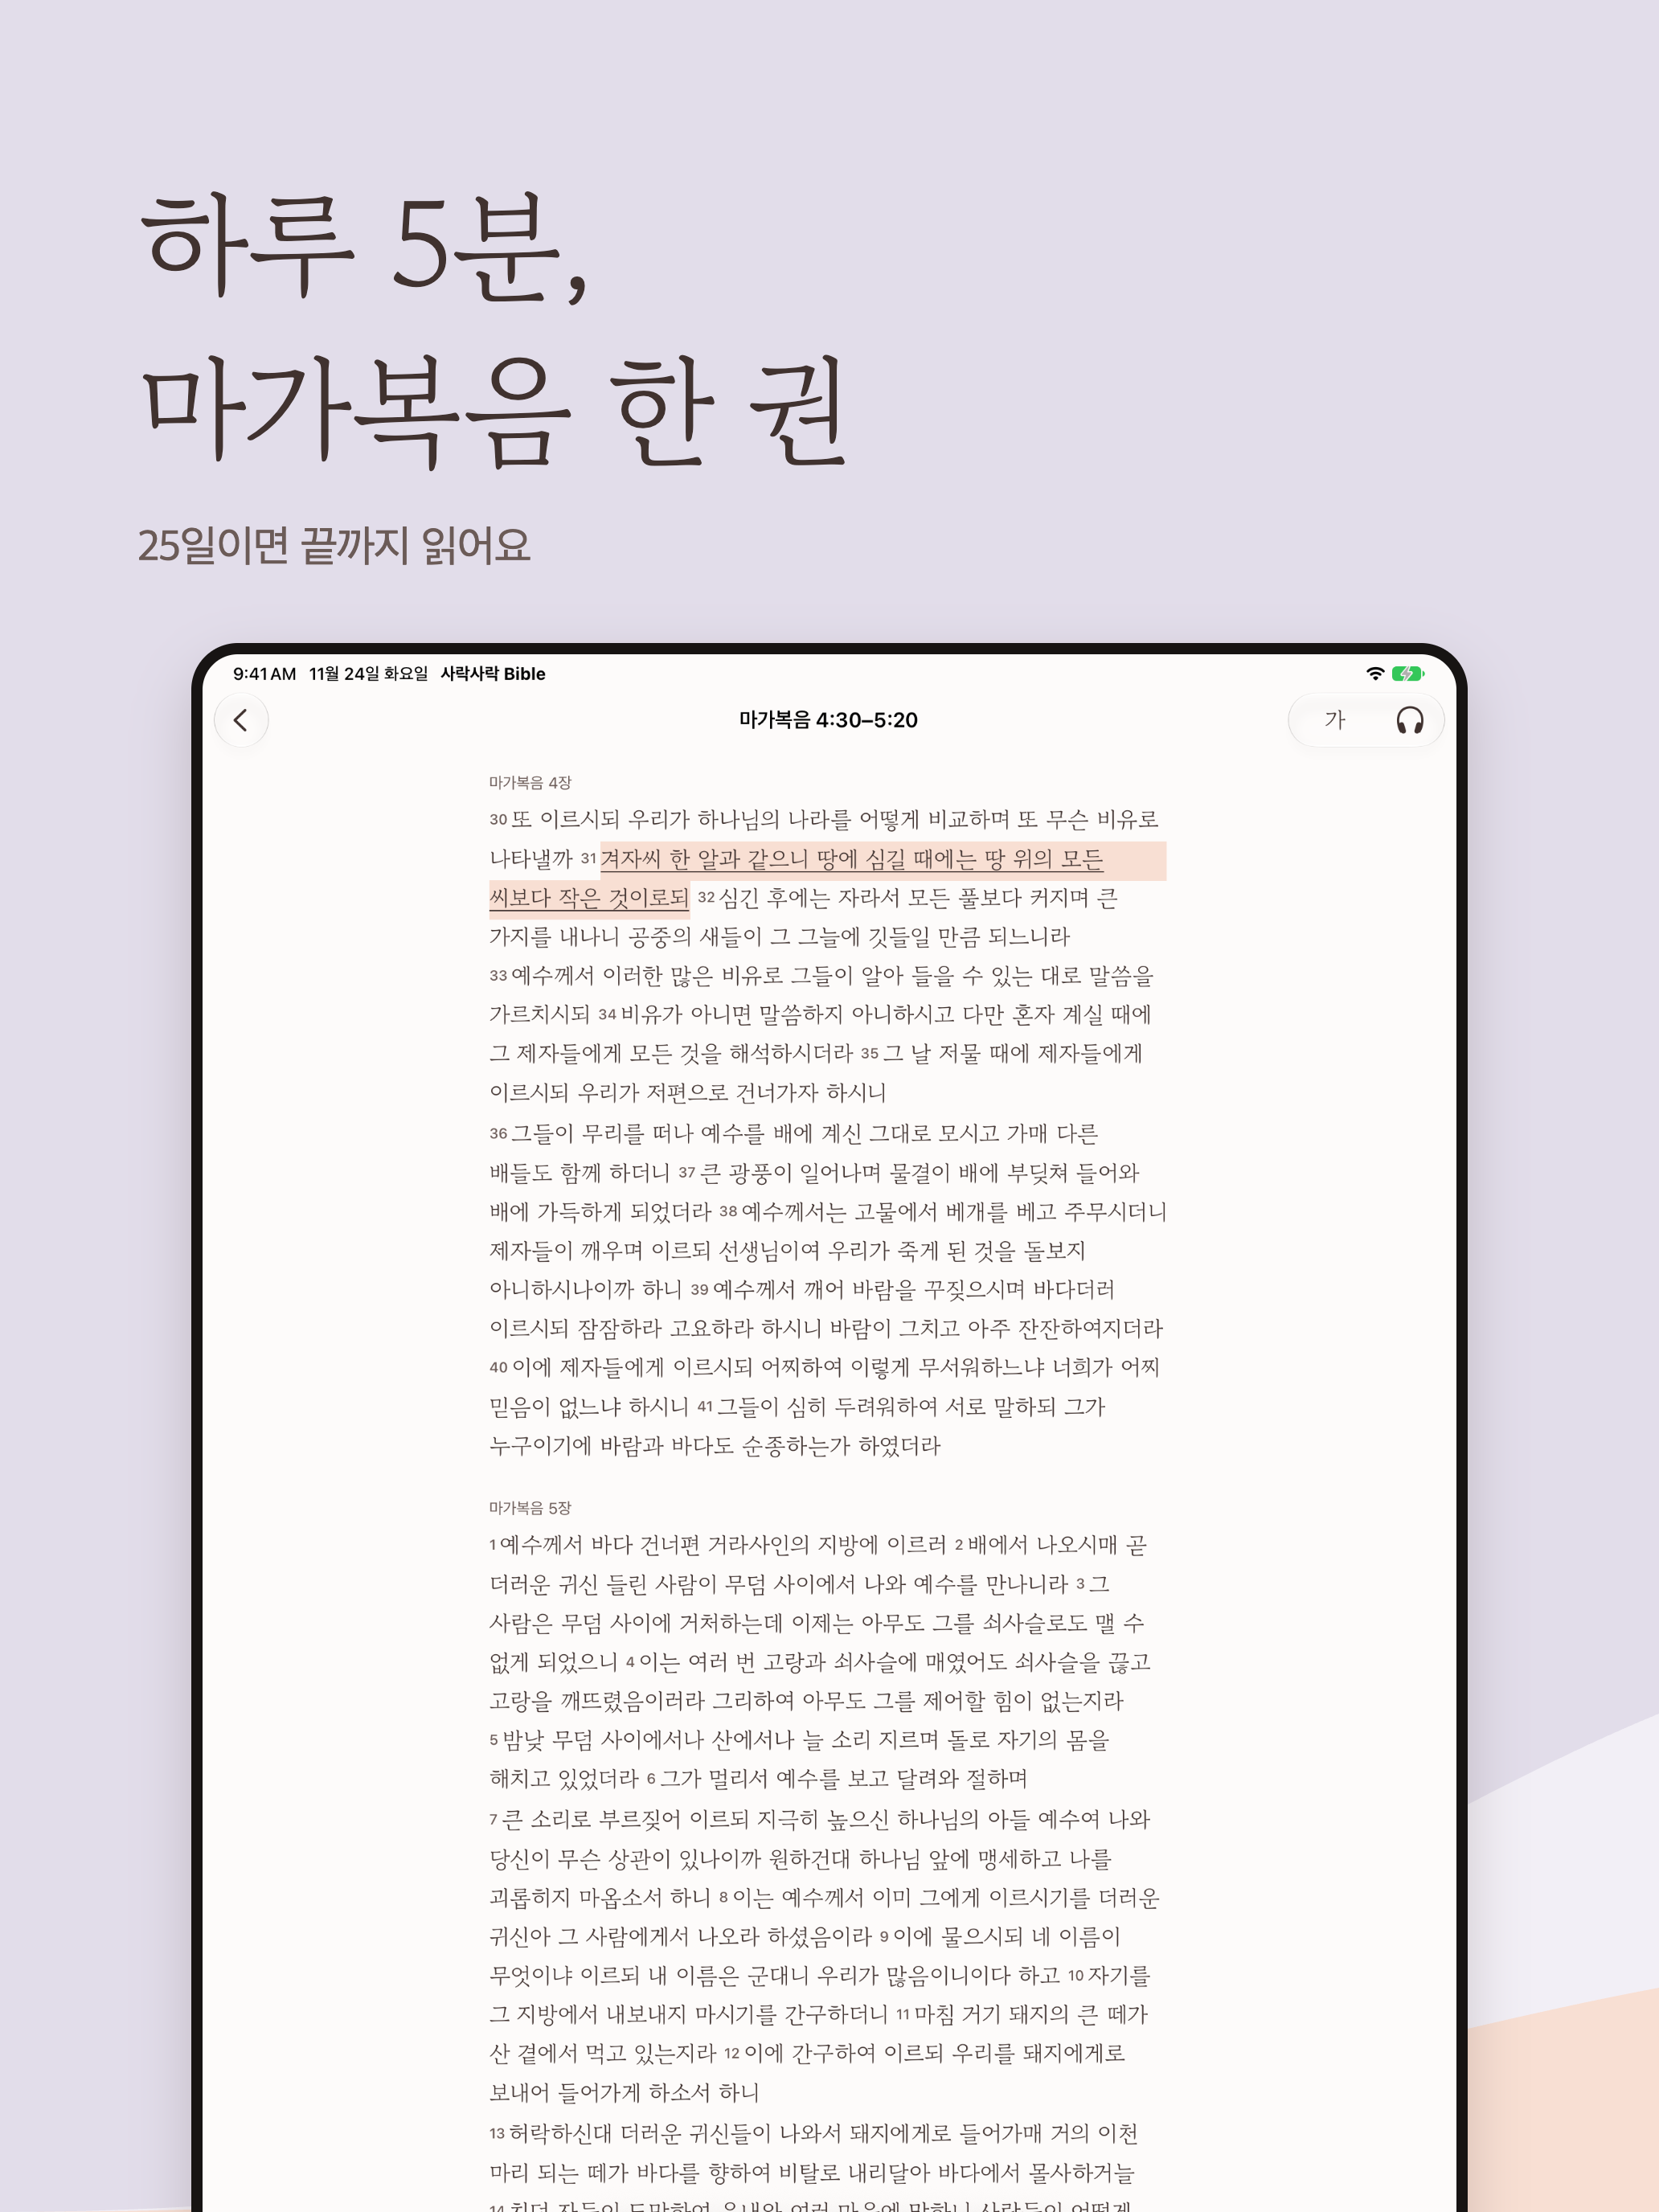 하루 5분,
마가복음 한 권
25일이면 끝까지 읽어요
9:41 AM 11월 24일 화요일 사락사락 Bible
마가복음 4:30–5:20
가
마가복음 4장
30 또 이르시되 우리가 하나님의 나라를 어떻게 비교하며 또 무슨 비유로
나타낼까 31 겨자씨 한 알과 같으니 땅에 심길 때에는 땅 위의 모든
씨보다 작은 것이로되 32 심긴 후에는 자라서 모든 풀보다 커지며 큰
가지를 내나니 공중의 새들이 그 그늘에 깃들일 만큼 되느니라
33 예수께서 이러한 많은 비유로 그들이 알아 들을 수 있는 대로 말씀을
가르치시되 34 비유가 아니면 말씀하지 아니하시고 다만 혼자 계실 때에
그 제자들에게 모든 것을 해석하시더라 35 그 날 저물 때에 제자들에게
이르시되 우리가 저편으로 건너가자 하시니
36 그들이 무리를 떠나 예수를 배에 계신 그대로 모시고 가매 다른
배들도 함께 하더니 37 큰 광풍이 일어나며 물결이 배에 부딪쳐 들어와
배에 가득하게 되었더라 38 예수께서는 고물에서 베개를 베고 주무시더니
제자들이 깨우며 이르되 선생님이여 우리가 죽게 된 것을 돌보지
아니하시나이까 하니 39 예수께서 깨어 바람을 꾸짖으시며 바다더러
이르시되 잠잠하라 고요하라 하시니 바람이 그치고 아주 잔잔하여지더라
40 이에 제자들에게 이르시되 어찌하여 이렇게 무서워하느냐 너희가 어찌
믿음이 없느냐 하시니 41 그들이 심히 두려워하여 서로 말하되 그가
누구이기에 바람과 바다도 순종하는가 하였더라
마가복음 5장
1 예수께서 바다 건너편 거라사인의 지방에 이르러 2 배에서 나오시매 곧
더러운 귀신 들린 사람이 무덤 사이에서 나와 예수를 만나니라 3 그
사람은 무덤 사이에 거처하는데 이제는 아무도 그를 쇠사슬로도 맬 수
없게 되었으니 4 이는 여러 번 고랑과 쇠사슬에 매였어도 쇠사슬을 끊고
고랑을 깨뜨렸음이러라 그리하여 아무도 그를 제어할 힘이 없는지라
5 밤낮 무덤 사이에서나 산에서나 늘 소리 지르며 돌로 자기의 몸을
해치고 있었더라 6 그가 멀리서 예수를 보고 달려와 절하며
7 큰 소리로 부르짖어 이르되 지극히 높으신 하나님의 아들 예수여 나와
당신이 무슨 상관이 있나이까 원하건대 하나님 앞에 맹세하고 나를
괴롭히지 마옵소서 하니 8 이는 예수께서 이미 그에게 이르시기를 더러운
귀신아 그 사람에게서 나오라 하셨음이라 9 이에 물으시되 네 이름이
무엇이냐 이르되 내 이름은 군대니 우리가 많음이니이다 하고 10 자기를
그 지방에서 내보내지 마시기를 간구하더니 11 마침 거기 돼지의 큰 떼가
산 곁에서 먹고 있는지라 12 이에 간구하여 이르되 우리를 돼지에게로
보내어 들어가게 하소서 하니
13 허락하신대 더러운 귀신들이 나와서 돼지에게로 들어가매 거의 이천
마리 되는 떼가 바다를 향하여 비탈로 내리달아 바다에서 몰사하거늘